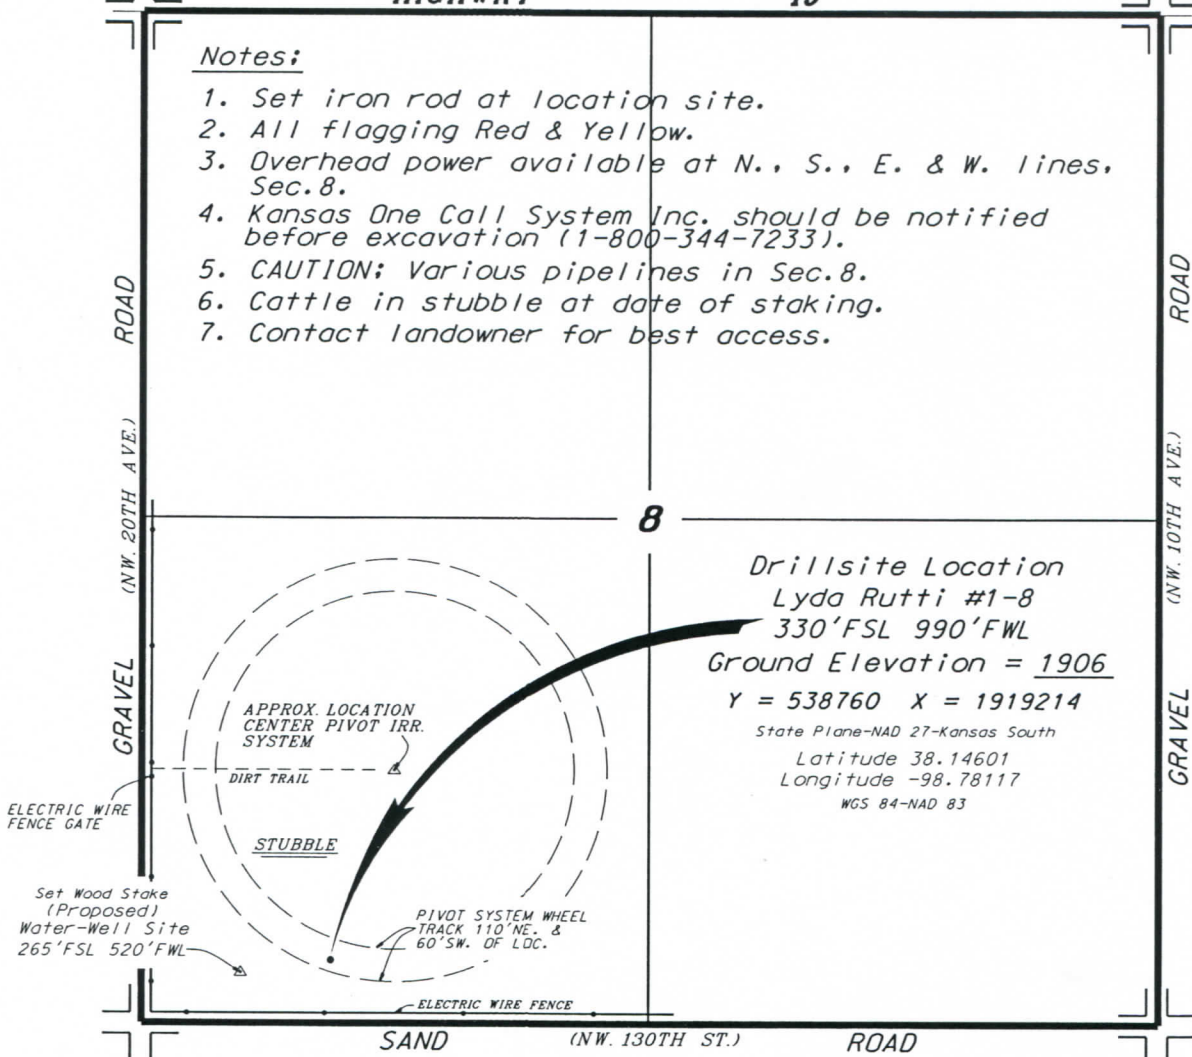 HIGHWAY 19
Notes:
1. Set iron rod at location site.
2. All flagging Red & Yellow.
3. Overhead power available at N., S., E. & W. lines,
Sec.8.
4. Kansas One Call System Inc. should be notified
before excavation (1-800-344-7233).
5. CAUTION: Various pipelines in Sec.8.
6. Cattle in stubble at date of staking.
7. Contact landowner for best access.
ROAD
(NW. 20TH AVE.)
GRAVEL
ROAD
(NW. 10TH AVE.)
GRAVEL
8
Drillsite Location
Lyda Rutti #1-8
330'FSL 990'FWL
Ground Elevation = 1906
Y = 538760 X = 1919214
State Plane-NAD 27-Kansas South
Latitude 38.14601
Longitude -98.78117
WGS 84-NAD 83
APPROX. LOCATION
CENTER PIVOT IRR.
SYSTEM
DIRT TRAIL
ELECTRIC WIRE
FENCE GATE
STUBBLE
Set Wood Stake
(Proposed)
Water-Well Site
265'FSL 520'FWL
PIVOT SYSTEM WHEEL
TRACK 110'NE. &
60'SW. OF LOC.
ELECTRIC WIRE FENCE
SAND (NW. 130TH ST.) ROAD